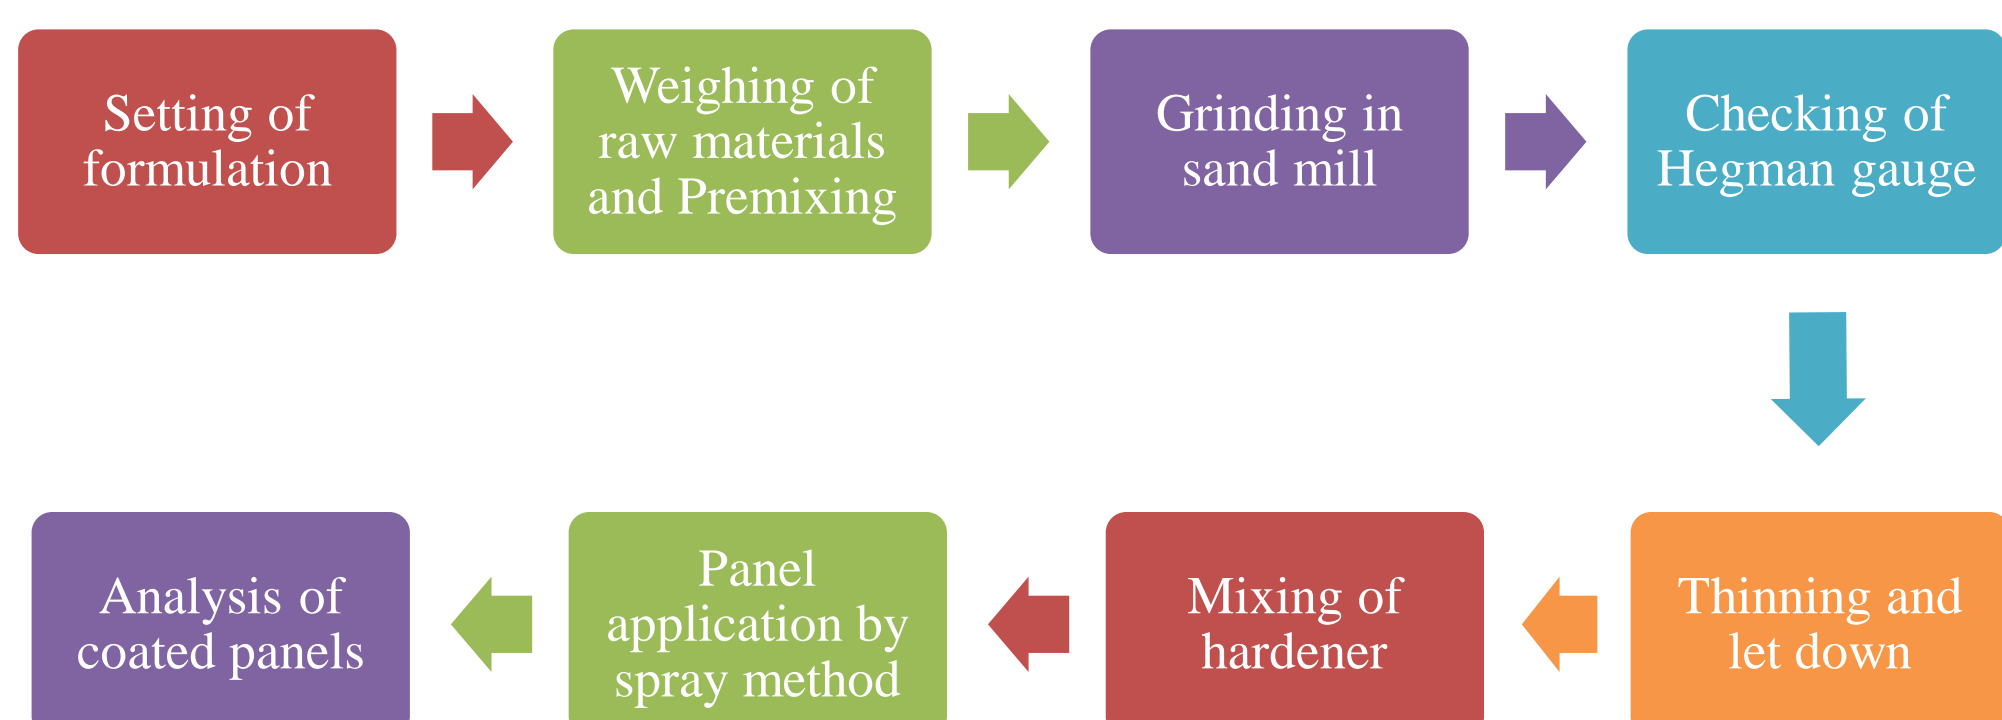 Setting of
formulation
Weighing of
raw materials
and Premixing
Grinding in
sand mill
Checking of
Hegman gauge
Thinning and
let down
Mixing of
hardener
Panel
application by
spray method
Analysis of
coated panels